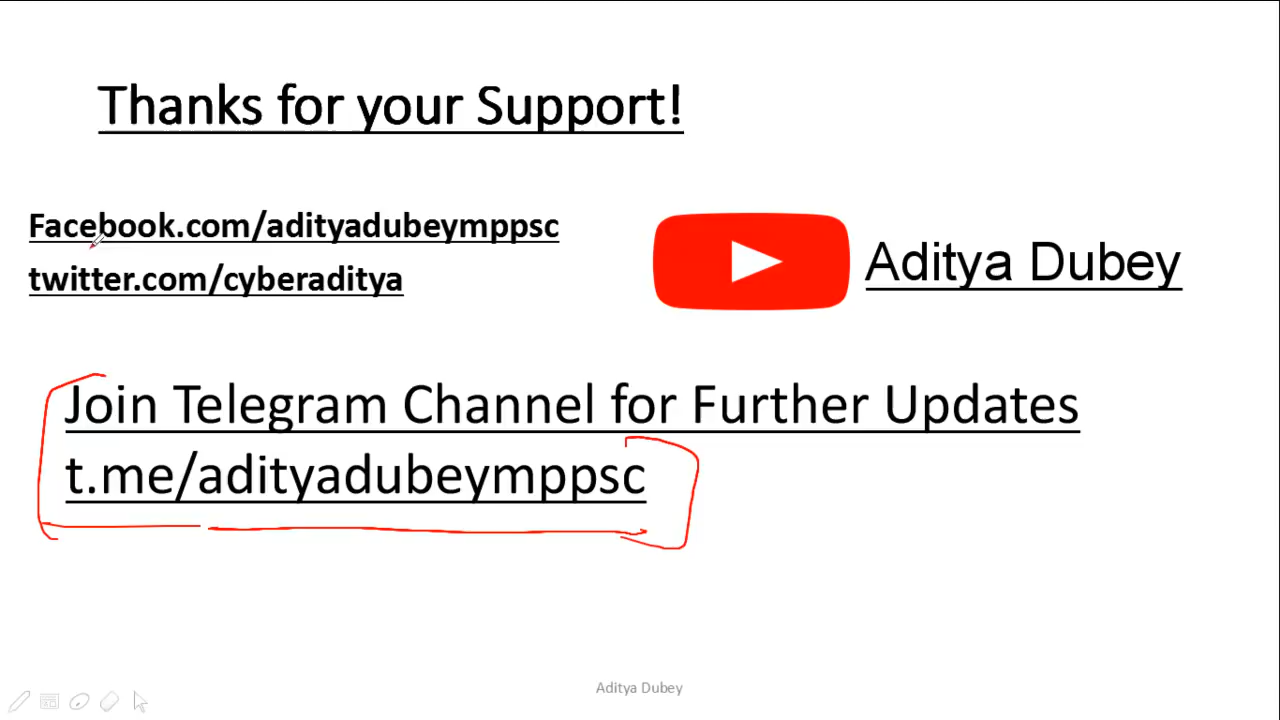 Thanks for your Support!
Facebook.com/adityadubeymppsc
twitter.com/cyberaditya
Aditya Dubey
Join Telegram Channel for Further Updates
t.me/adityadubeymppsc
Aditya Dubey